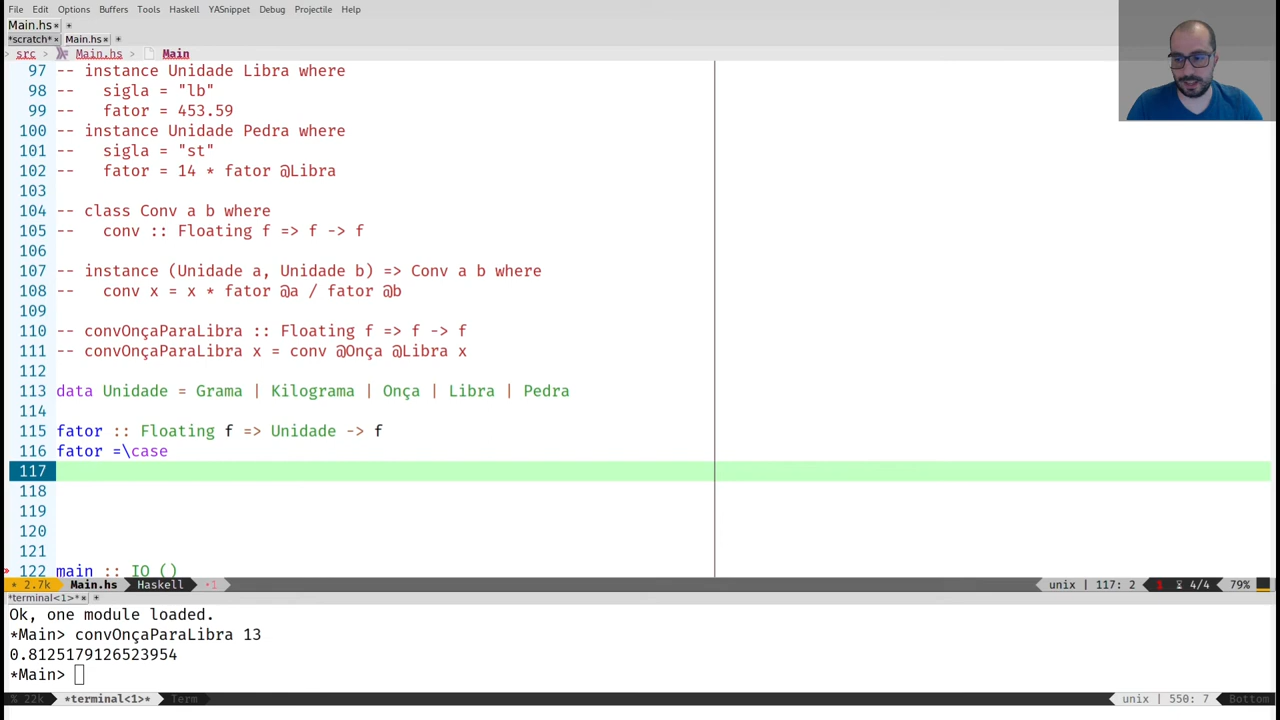 File Edit Options Buffers Tools Haskell YASnippet Debug Projectile Help
Main.hs× +
*scratch*× Main.hs× +
> src > Main.hs > Main
97 -- instance Unidade Libra where
98 --   sigla = "lb"
99 --   fator = 453.59
100 -- instance Unidade Pedra where
101 --   sigla = "st"
102 --   fator = 14 * fator @Libra
103
104 -- class Conv a b where
105 --   conv :: Floating f => f -> f
106
107 -- instance (Unidade a, Unidade b) => Conv a b where
108 --   conv x = x * fator @a / fator @b
109
110 -- convOnçaParaLibra :: Floating f => f -> f
111 -- convOnçaParaLibra x = conv @Onça @Libra x
112
113 data Unidade = Grama | Kilograma | Onça | Libra | Pedra
114
115 fator :: Floating f => Unidade -> f
116 fator =\case
117
118
119
120
121
» 122 main :: IO ()
* 2.7k Main.hs Haskell •1 unix | 117: 2 4/4 79%
*terminal<1>*× +
Ok, one module loaded.
*Main> convOnçaParaLibra 13
0.8125179126523954
*Main>
% 22k *terminal<1>* Term unix | 550: 7 Bottom